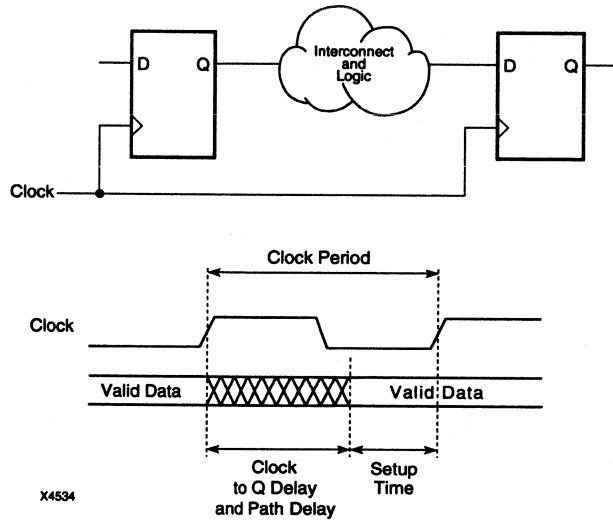 Interconnect
and
Logic
D Q
D Q
Clock
Clock Period
Clock
Valid Data
Valid Data
Clock
to Q Delay
and Path Delay
Setup
Time
X4534